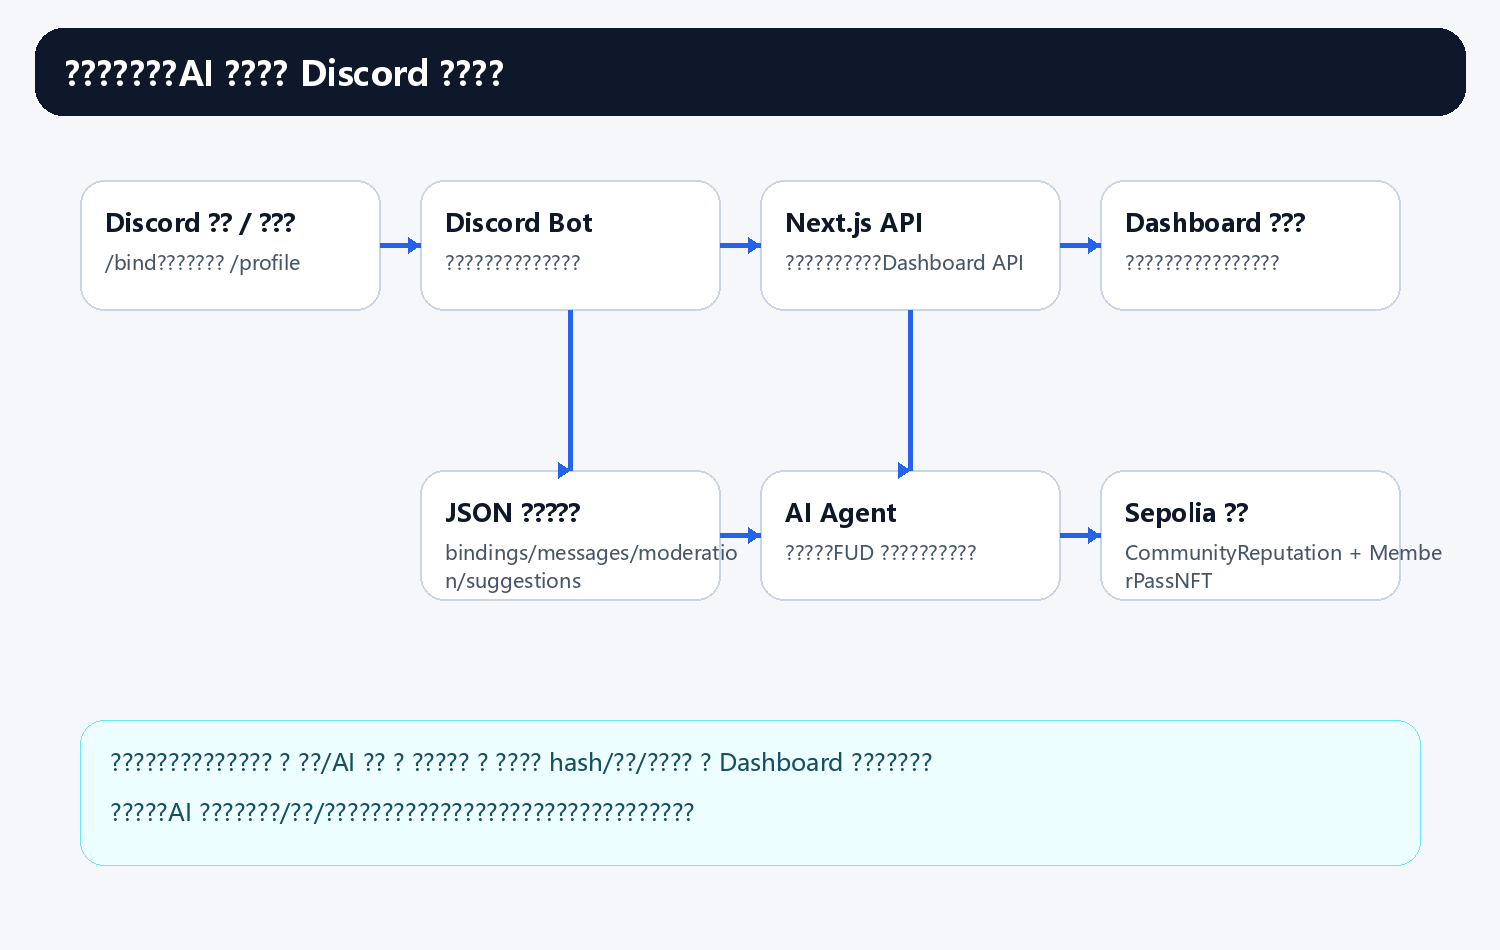 ???????AI ???? Discord ????
Discord ?? / ???
/bind??????? /profile
Discord Bot
??????????????
Next.js API
??????????Dashboard API
Dashboard ???
????????????????
JSON ?????
bindings/messages/moderatio
n/suggestions
AI Agent
?????FUD ??????????
Sepolia ??
CommunityReputation + Membe
rPassNFT
?????????????? ? ??/AI ?? ? ????? ? ???? hash/??/???? ? Dashboard ???????
?????AI ???????/??/??????????????????????????????